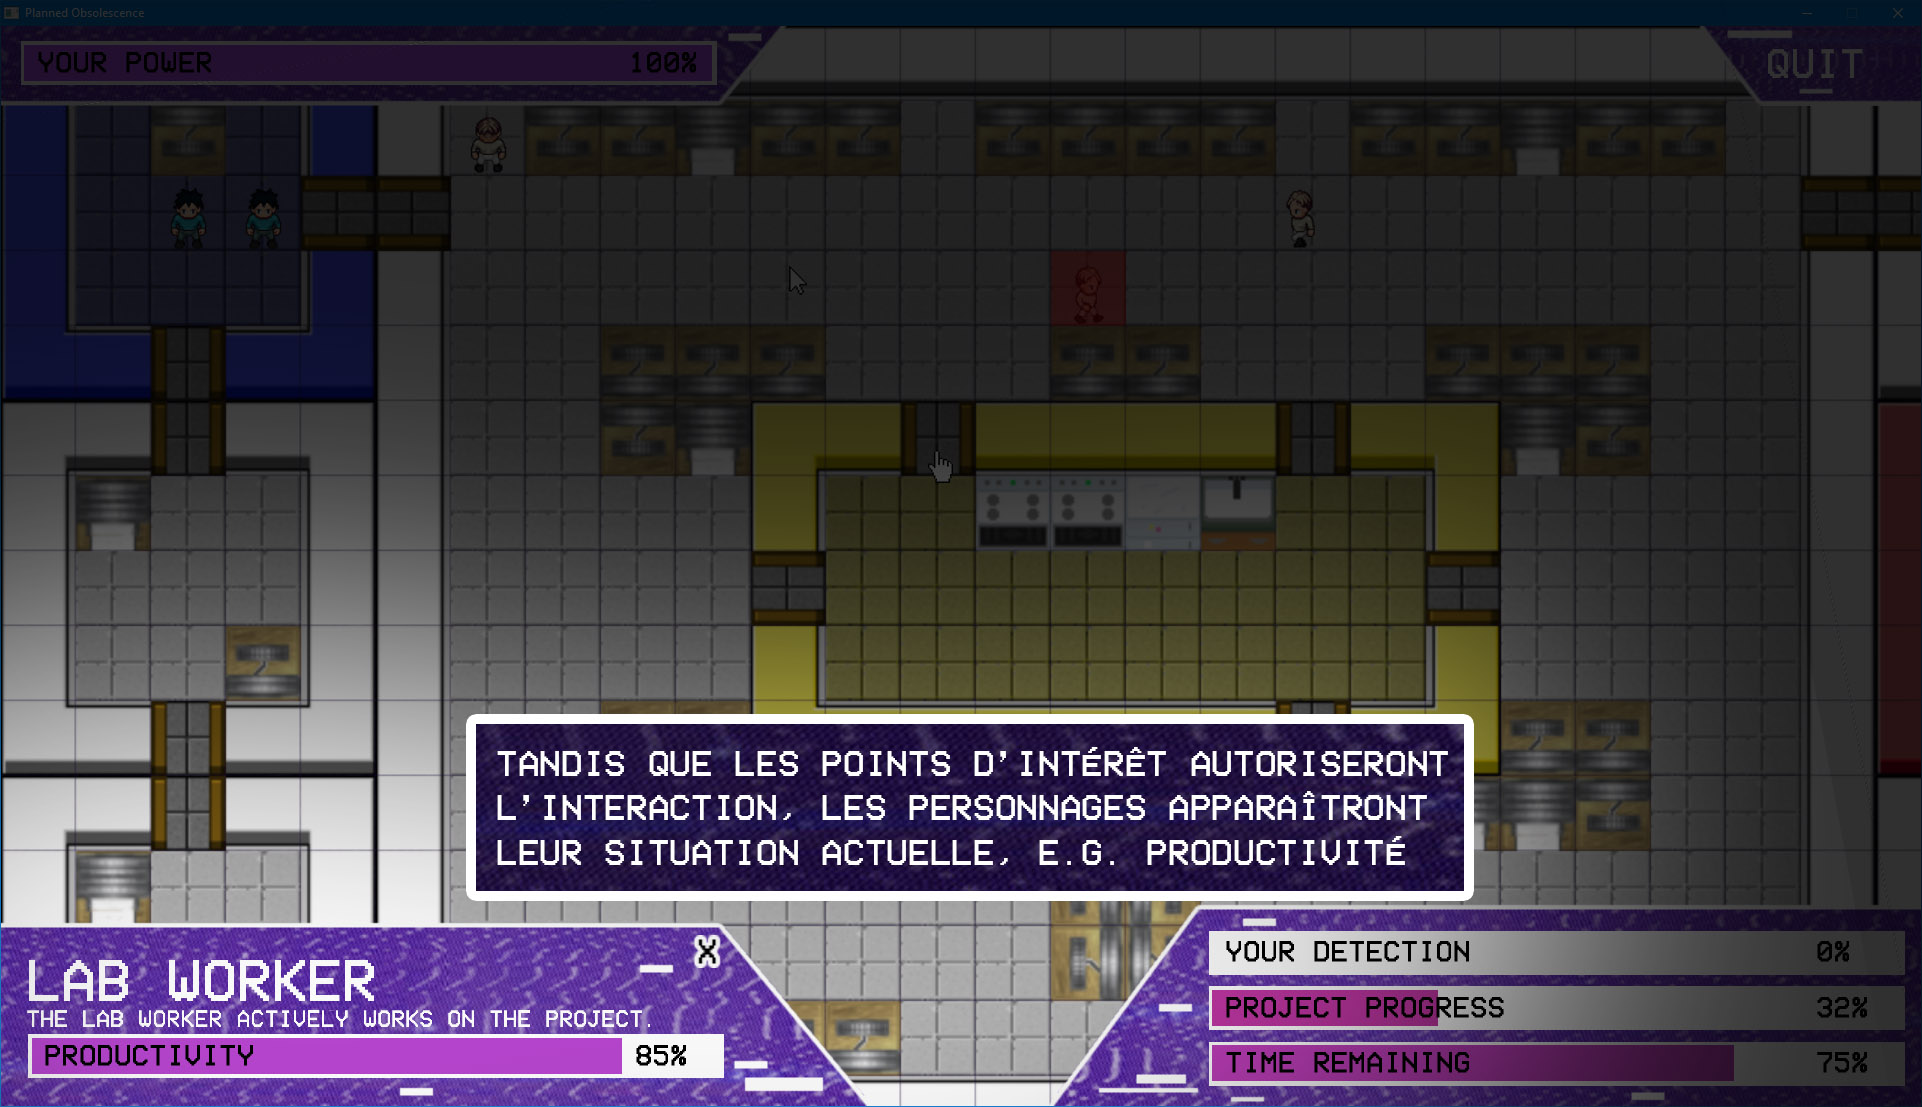 Planned Obsolescence
YOUR POWER 100%
QUIT
TANDIS QUE LES POINTS D'INTÉRÊT AUTORISERONT
L'INTERACTION, LES PERSONNAGES APPARAÎTRONT
LEUR SITUATION ACTUELLE, E.G. PRODUCTIVITÉ
X
LAB WORKER
THE LAB WORKER ACTIVELY WORKS ON THE PROJECT.
PRODUCTIVITY 85%
YOUR DETECTION 0%
PROJECT PROGRESS 32%
TIME REMAINING 75%